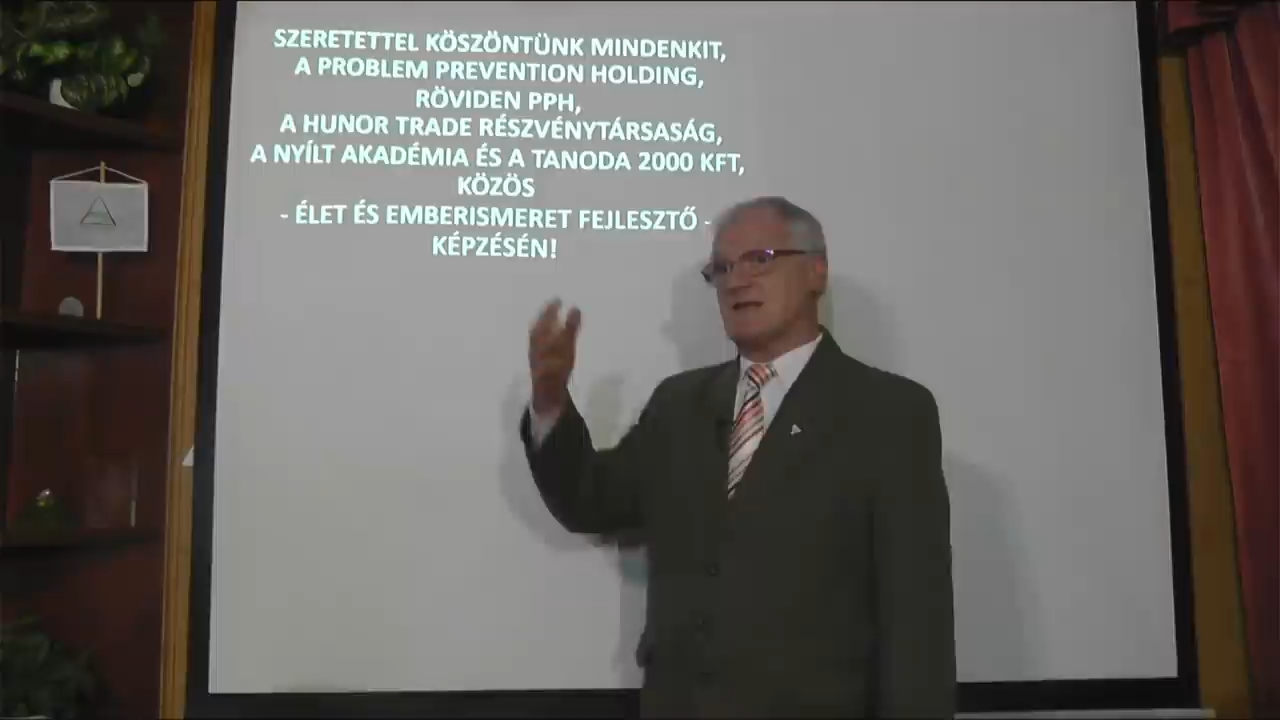 SZERETETTEL KÖSZÖNTÜNK MINDENKIT,
A PROBLEM PREVENTION HOLDING,
RÖVIDEN PPH,
A HUNOR TRADE RÉSZVÉNYTÁRSASÁG,
A NYÍLT AKADÉMIA ÉS A TANODA 2000 KFT,
KÖZÖS
- ÉLET ÉS EMBERISMERET FEJLESZTŐ -
KÉPZÉSÉN!